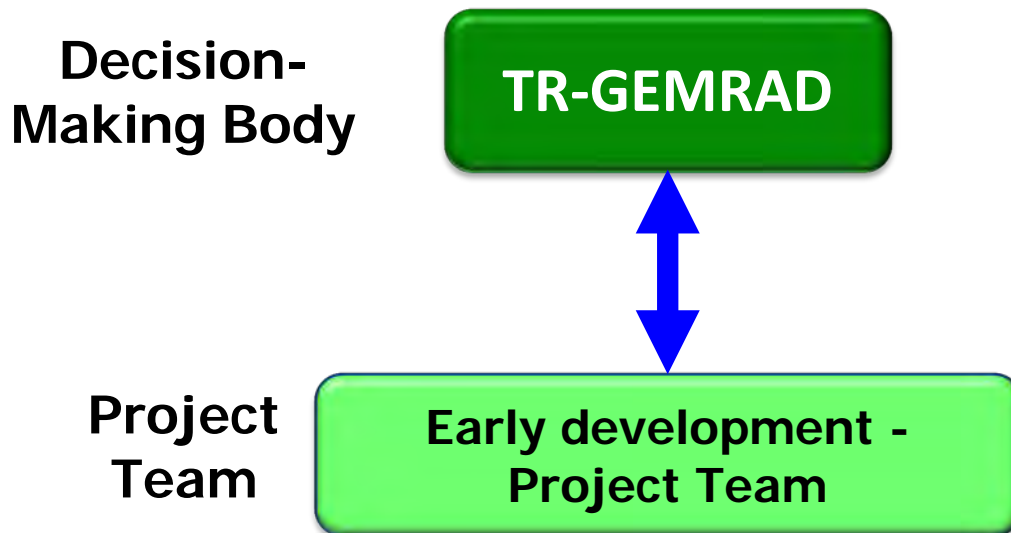 Decision-
Making Body
TR-GEMRAD
Project
Team
Early development -
Project Team